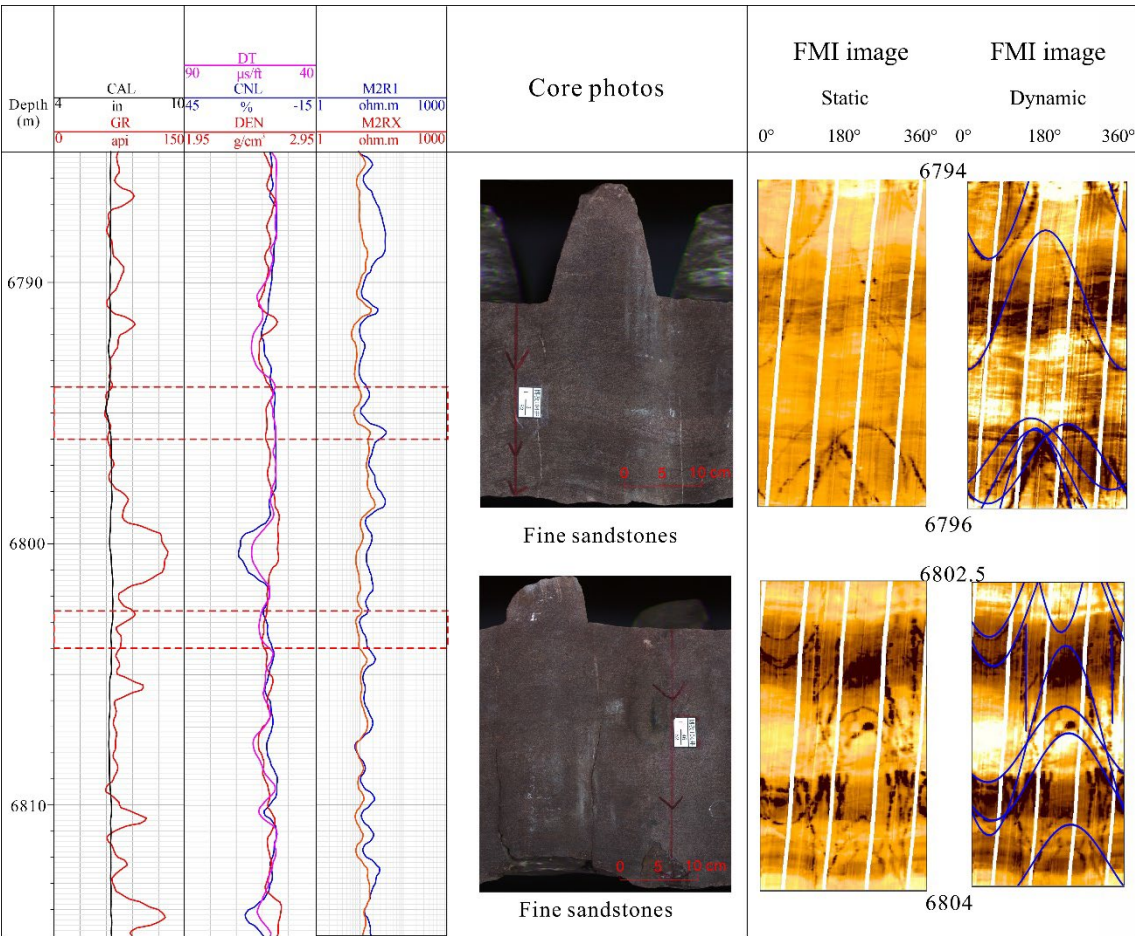 Depth
(m)
CAL
4 in 10
GR
0 api 150
DT
90 μs/ft 40
CNL
45 % -15
DEN
1.95 g/cm³ 2.95
M2R1
1 ohm.m 1000
M2RX
1 ohm.m 1000
Core photos
FMI image
Static
0° 180° 360°
FMI image
Dynamic
0° 180° 360°
6790
6800
6810
0 5 10 cm
Fine sandstones
0 5 10 cm
Fine sandstones
6794
6796
6802.5
6804